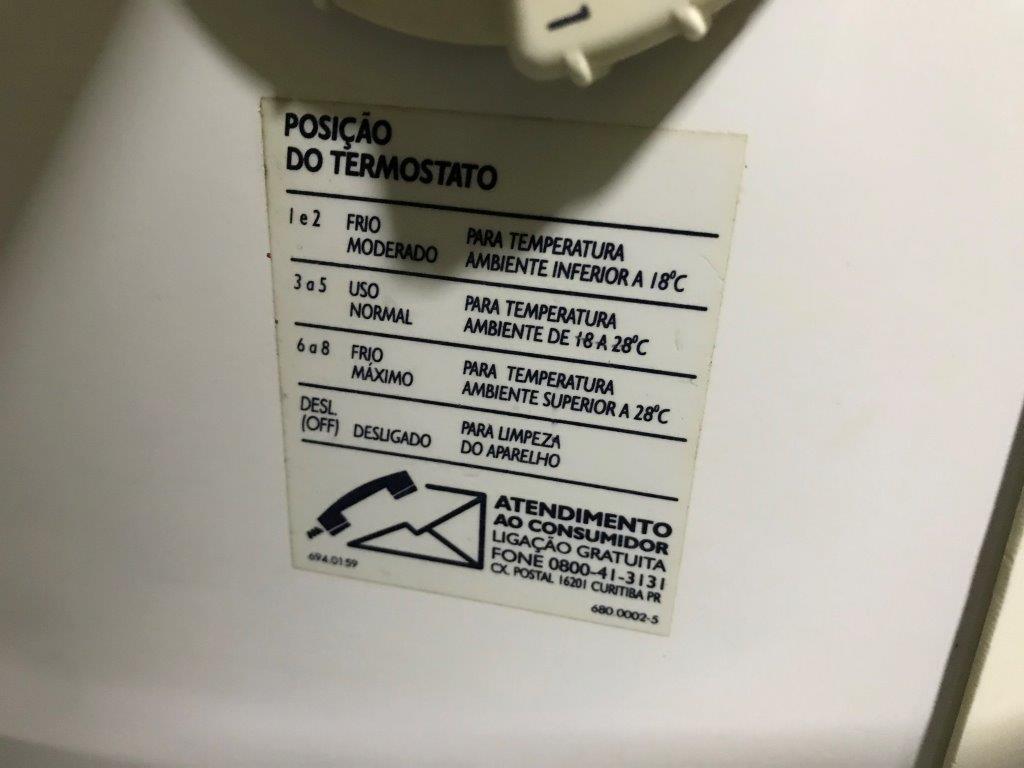 1
POSIÇÃO
DO TERMOSTATO
1 e 2 FRIO MODERADO PARA TEMPERATURA AMBIENTE INFERIOR A 18°C
3 a 5 USO NORMAL PARA TEMPERATURA AMBIENTE DE 18 A 28°C
6 a 8 FRIO MÁXIMO PARA TEMPERATURA AMBIENTE SUPERIOR A 28°C
DESL. (OFF) DESLIGADO PARA LIMPEZA DO APARELHO
ATENDIMENTO
AO CONSUMIDOR
LIGAÇÃO GRATUITA
FONE 0800-41-3131
CX. POSTAL 16201 CURITIBA PR
694.0159
680 0002-5